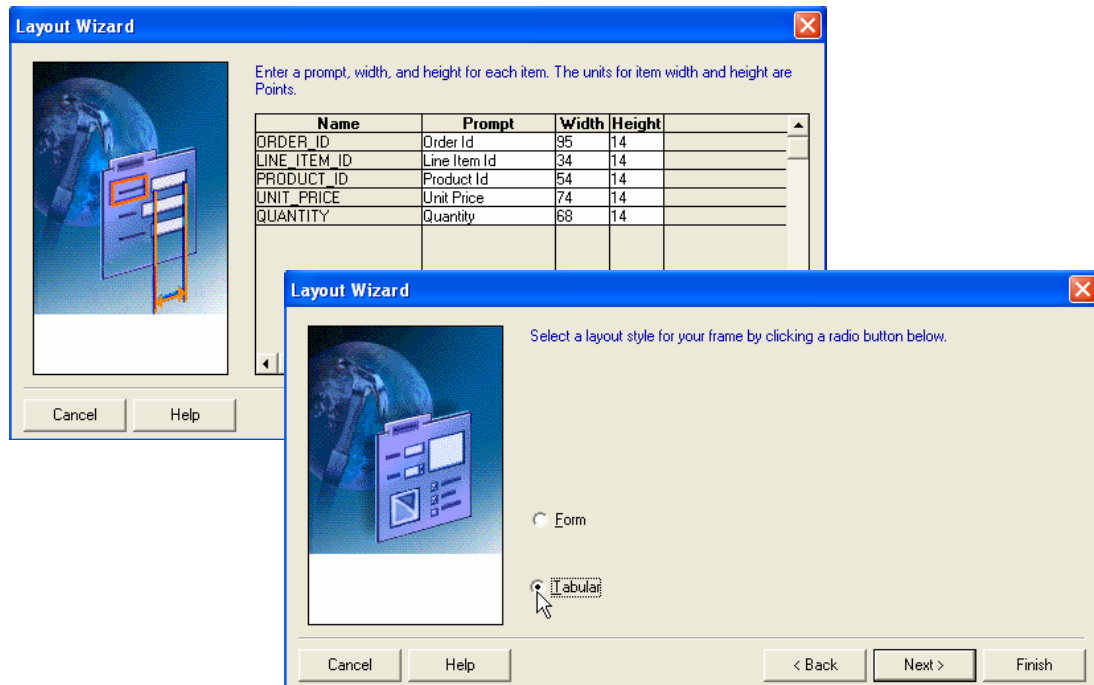 Layout Wizard
Enter a prompt, width, and height for each item. The units for item width and height are
Points.
Name Prompt Width Height
ORDER_ID Order Id 95 14
LINE_ITEM_ID Line Item Id 34 14
PRODUCT_ID Product Id 54 14
UNIT_PRICE Unit Price 74 14
QUANTITY Quantity 68 14
Cancel Help
Layout Wizard
Select a layout style for your frame by clicking a radio button below.
Form
Tabular
Cancel Help < Back Next > Finish